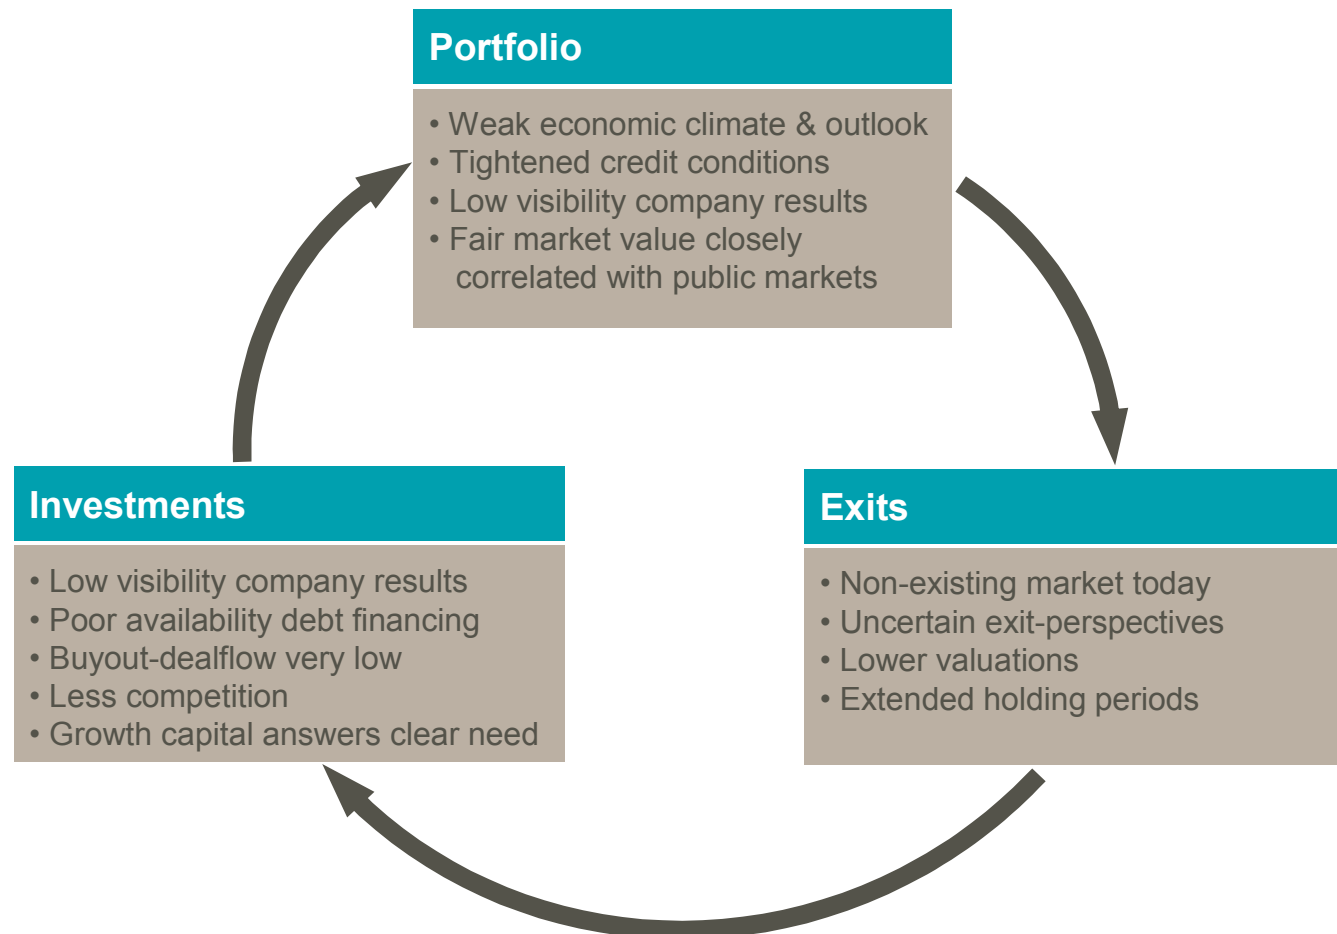 Portfolio
• Weak economic climate & outlook
• Tightened credit conditions
• Low visibility company results
• Fair market value closely
correlated with public markets
Investments
• Low visibility company results
• Poor availability debt financing
• Buyout-dealflow very low
• Less competition
• Growth capital answers clear need
Exits
• Non-existing market today
• Uncertain exit-perspectives
• Lower valuations
• Extended holding periods